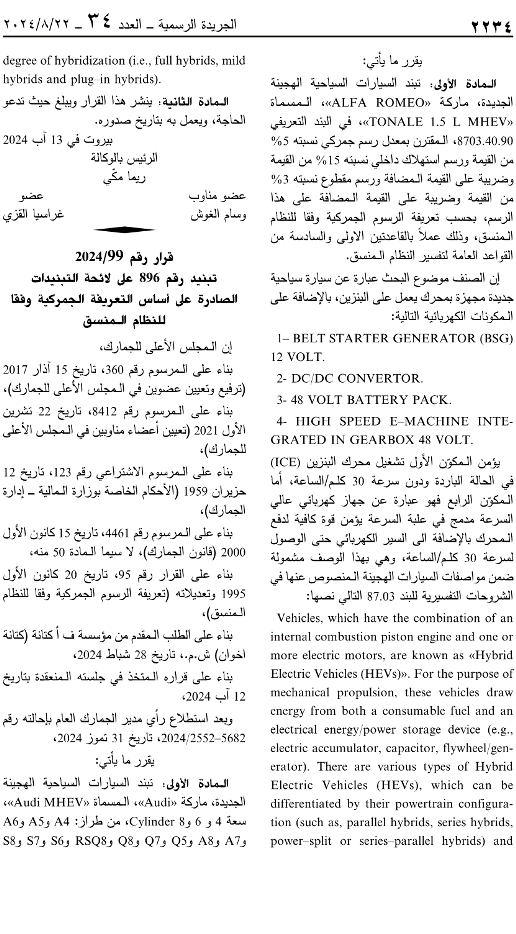 ٢٢٣٤
الجريدة الرسمية – العدد ٣٤ – ٢٠٢٤/٨/٢٢
يقرر ما يأتي:
المادة الأولى: تبند السيارات السياحية الهجينة
الجديدة، ماركة «ALFA ROMEO»، المسماة
«TONALE 1.5 L MHEV»، في البند التعريفي
8703.40.90، المقترن بمعدل رسم جمركي نسبته 5%
من القيمة ورسم استهلاك داخلي نسبته 15% من القيمة
وضريبة على القيمة المضافة ورسم مقطوع نسبته 3%
من القيمة وضريبة على القيمة المضافة على هذا
الرسم، بحسب تعريفة الرسوم الجمركية وفقا للنظام
المنسق، وذلك عملاً بالقاعدتين الاولى والسادسة من
القواعد العامة لتفسير النظام المنسق.
إن الصنف موضوع البحث عبارة عن سيارة سياحية
جديدة مجهزة بمحرك يعمل على البنزين، بالإضافة على
المكونات الكهربائية التالية:
1– BELT STARTER GENERATOR (BSG)
12 VOLT.
2- DC/DC CONVERTOR.
3- 48 VOLT BATTERY PACK.
4- HIGH SPEED E–MACHINE INTE-
GRATED IN GEARBOX 48 VOLT.
يؤمن المكوّن الأول تشغيل محرك البنزين (ICE)
في الحالة الباردة ودون سرعة 30 كلم/الساعة، أما
المكوّن الرابع فهو عبارة عن جهاز كهربائي عالي
السرعة مدمج في علبة السرعة يؤمن قوة كافية لدفع
المحرك بالإضافة الى السير الكهربائي حتى الوصول
لسرعة 30 كلم/الساعة، وهي بهذا الوصف مشمولة
ضمن مواصفات السيارات الهجينة المنصوص عنها في
الشروحات التفسيرية للبند 87.03 التالي نصها:
Vehicles, which have the combination of an
internal combustion piston engine and one or
more electric motors, are known as «Hybrid
Electric Vehicles (HEVs)». For the purpose of
mechanical propulsion, these vehicles draw
energy from both a consumable fuel and an
electrical energy/power storage device (e.g.,
electric accumulator, capacitor, flywheel/gen-
erator). There are various types of Hybrid
Electric Vehicles (HEVs), which can be
differentiated by their powertrain configura-
tion (such as, parallel hybrids, series hybrids,
power–split or series–parallel hybrids) and
degree of hybridization (i.e., full hybrids, mild
hybrids and plug–in hybrids).
المادة الثانية: ينشر هذا القرار ويبلغ حيث تدعو
الحاجة، ويعمل به بتاريخ صدوره.
بيروت في 13 آب 2024
الرئيس بالوكالة
ريما مكّي
عضو مناوب عضو
وسام الغوش غراسيا القزي
قرار رقم 2024/99
تبنيد رقم 896 على لائحة التبنيدات
الصادرة على أساس التعريفة الجمركية وفقا
للنظام المنسق
إن المجلس الأعلى للجمارك،
بناء على المرسوم رقم 360، تاريخ 15 آذار 2017
(ترفيع وتعيين عضوين في المجلس الأعلى للجمارك)،
بناء على المرسوم رقم 8412، تاريخ 22 تشرين
الأول 2021 (تعيين أعضاء مناوبين في المجلس الأعلى
للجمارك)،
بناء على المرسوم الاشتراعي رقم 123، تاريخ 12
حزيران 1959 (الأحكام الخاصة بوزارة المالية – إدارة
الجمارك)،
بناء على المرسوم رقم 4461، تاريخ 15 كانون الأول
2000 (قانون الجمارك)، لا سيما المادة 50 منه،
بناء على القرار رقم 95، تاريخ 20 كانون الأول
1995 وتعديلاته (تعريفة الرسوم الجمركية وفقا للنظام
المنسق)،
بناء على الطلب المقدم من مؤسسة ف أ كتانة (كتانة
اخوان) ش.م.، تاريخ 28 شباط 2024،
بناء على قراره المتخذ في جلسته المنعقدة بتاريخ
12 آب 2024،
وبعد استطلاع رأي مدير الجمارك العام بإحالته رقم
5682–2024/2552، تاريخ 31 تموز 2024،
يقرر ما يأتي:
المادة الأولى: تبند السيارات السياحية الهجينة
الجديدة، ماركة «Audi»، المسماة «Audi MHEV»،
سعة 4 و 6 و8 Cylinder، من طراز: A4 وA5 وA6
وA7 وA8 وQ5 وQ7 وQ8 وRSQ8 وS6 وS7 وS8